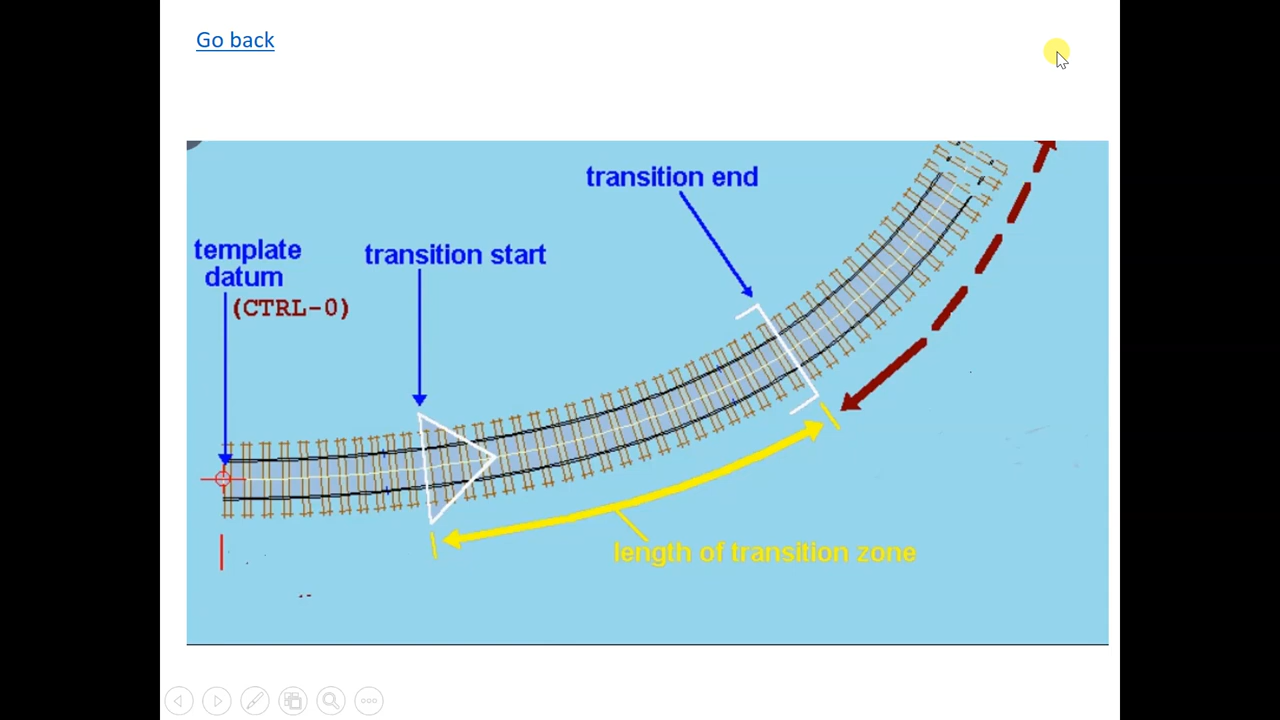 Go back
transition end
template
datum
(CTRL-0)
transition start
length of transition zone